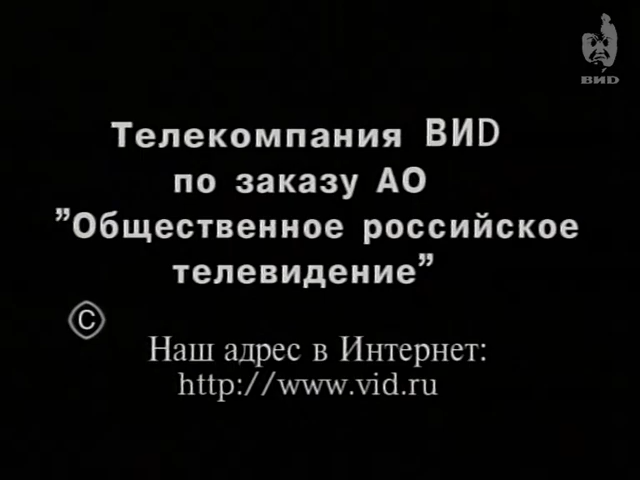 ВИD
Телекомпания ВИD
по заказу АО
"Общественное российское
телевидение"
©
Наш адрес в Интернет:
http://www.vid.ru